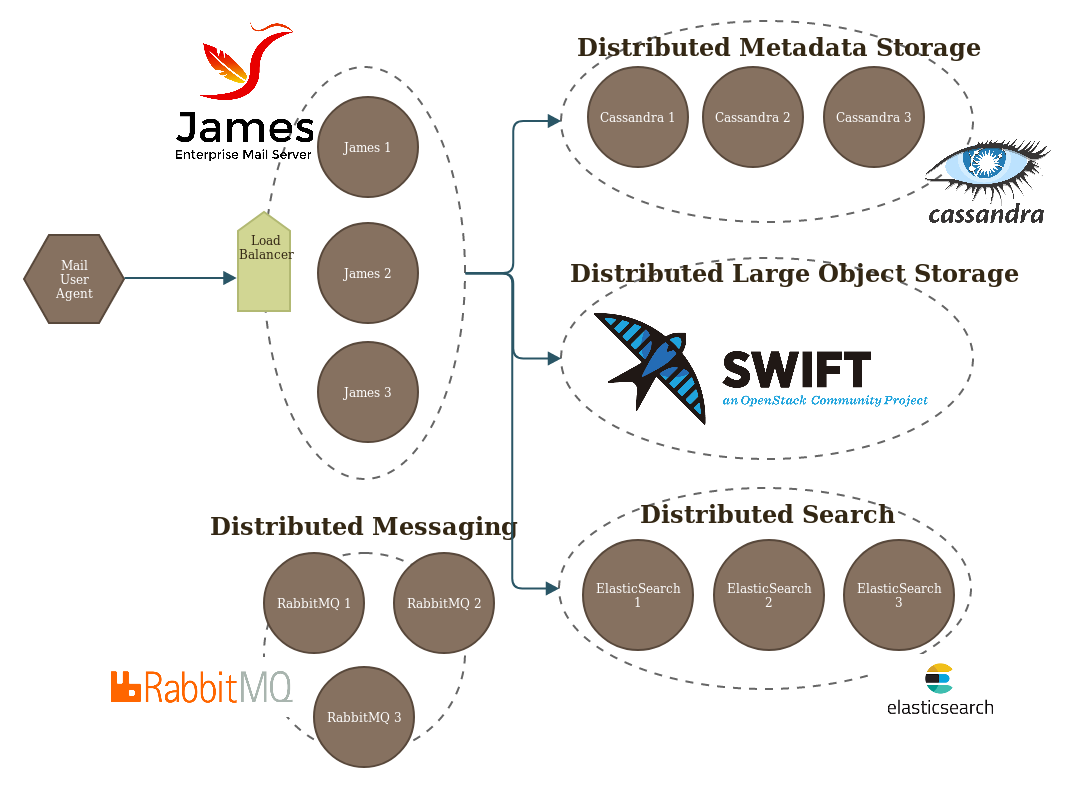 James
Enterprise Mail Server
James 1
James 2
James 3
Load
Balancer
Mail
User
Agent
Distributed Metadata Storage
Cassandra 1
Cassandra 2
Cassandra 3
cassandra
Distributed Large Object Storage
SWIFT
an OpenStack Community Project
Distributed Messaging
RabbitMQ 1
RabbitMQ 2
RabbitMQ 3
RabbitMQ
Distributed Search
ElasticSearch
1
ElasticSearch
2
ElasticSearch
3
elasticsearch